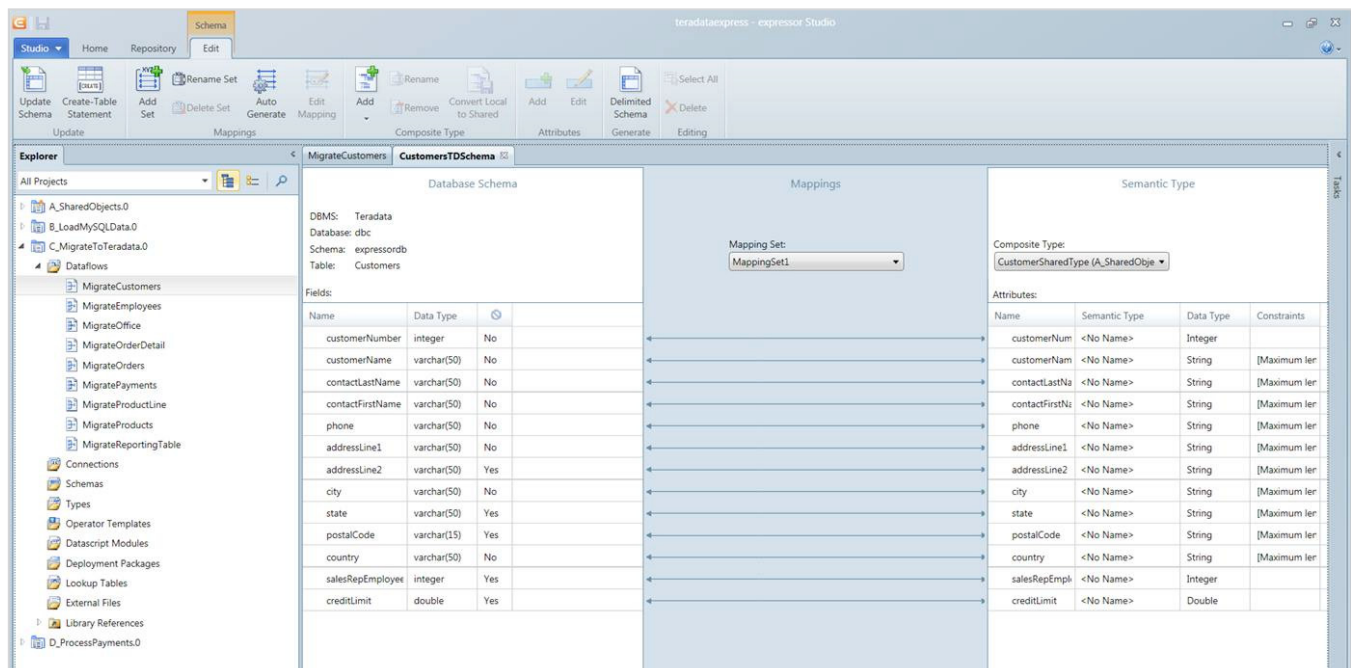 Schema
teradataexpress - expressor Studio
Studio Home Repository Edit
Update Schema
Create-Table Statement
Update
XYZ
Add Set
Rename Set
Delete Set
Auto Generate
Edit Mapping
Mappings
Add
Rename
Remove
Convert Local to Shared
Composite Type
Add
Edit
Attributes
Delimited Schema
Generate
Select All
Delete
Editing
Explorer
MigrateCustomers CustomersTDSchema
Tasks
All Projects
A_SharedObjects.0
B_LoadMySQLData.0
C_MigrateToTeradata.0
Dataflows
MigrateCustomers
MigrateEmployees
MigrateOffice
MigrateOrderDetail
MigrateOrders
MigratePayments
MigrateProductLine
MigrateProducts
MigrateReportingTable
Connections
Schemas
Types
Operator Templates
Datascript Modules
Deployment Packages
Lookup Tables
External Files
Library References
D_ProcessPayments.0
Database Schema
DBMS: Teradata
Database: dbc
Schema: expressordb
Table: Customers
Fields:
Name Data Type
customerNumber integer No
customerName varchar(50) No
contactLastName varchar(50) No
contactFirstName varchar(50) No
phone varchar(50) No
addressLine1 varchar(50) No
addressLine2 varchar(50) Yes
city varchar(50) No
state varchar(50) Yes
postalCode varchar(15) Yes
country varchar(50) No
salesRepEmployee integer Yes
creditLimit double Yes
Mappings
Mapping Set:
MappingSet1
Semantic Type
Composite Type:
CustomerSharedType (A_SharedObje
Attributes:
Name Semantic Type Data Type Constraints
customerNum <No Name> Integer
customerNam <No Name> String [Maximum ler
contactLastNa <No Name> String [Maximum ler
contactFirstNa <No Name> String [Maximum ler
phone <No Name> String [Maximum ler
addressLine1 <No Name> String [Maximum ler
addressLine2 <No Name> String [Maximum ler
city <No Name> String [Maximum ler
state <No Name> String [Maximum ler
postalCode <No Name> String [Maximum ler
country <No Name> String [Maximum ler
salesRepEmpl <No Name> Integer
creditLimit <No Name> Double